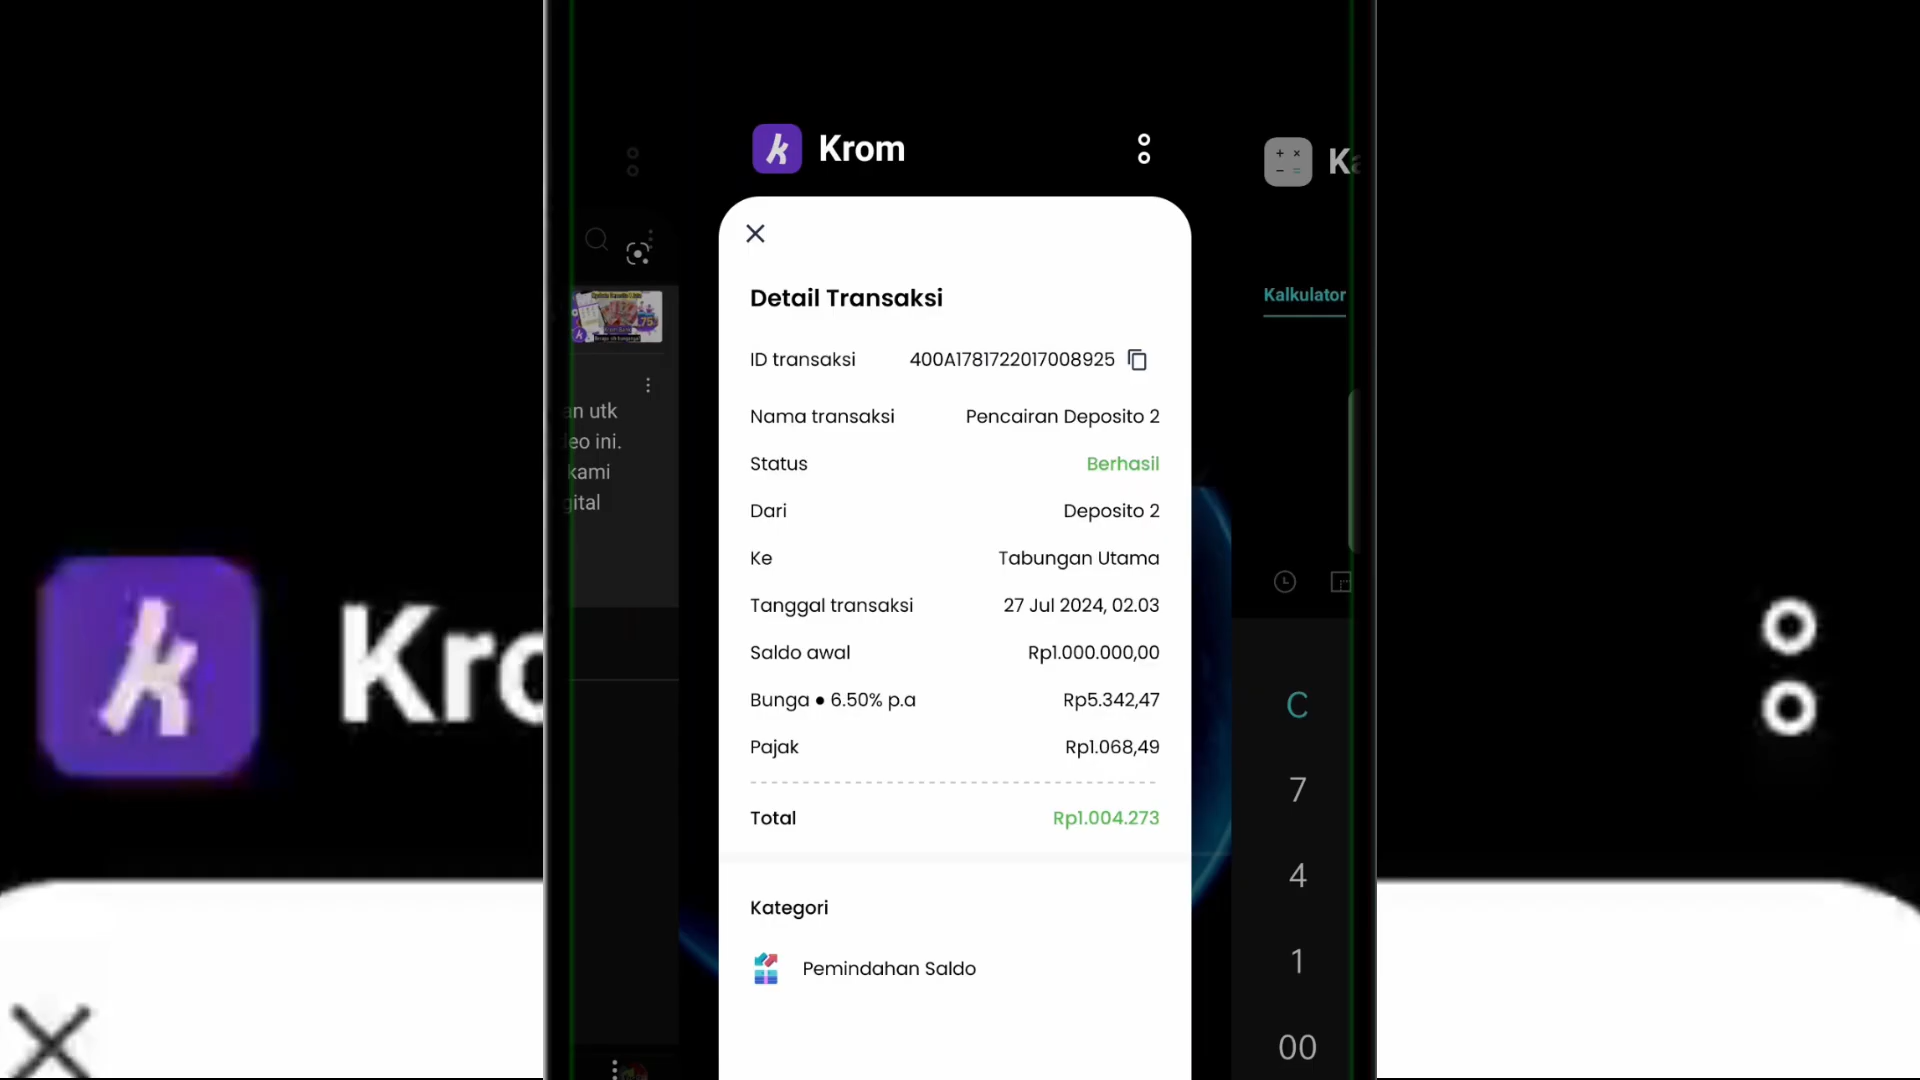 Krom
Detail Transaksi
ID transaksi 400A1781722017008925
Nama transaksi Pencairan Deposito 2
Status Berhasil
Dari Deposito 2
Ke Tabungan Utama
Tanggal transaksi 27 Jul 2024, 02.03
Saldo awal Rp1.000.000,00
Bunga ● 6.50% p.a Rp5.342,47
Pajak Rp1.068,49
Total Rp1.004.273
Kategori
Pemindahan Saldo
an utk
eo ini.
kami
gital
Ka
Kalkulator
C
7
4
1
00
Kro